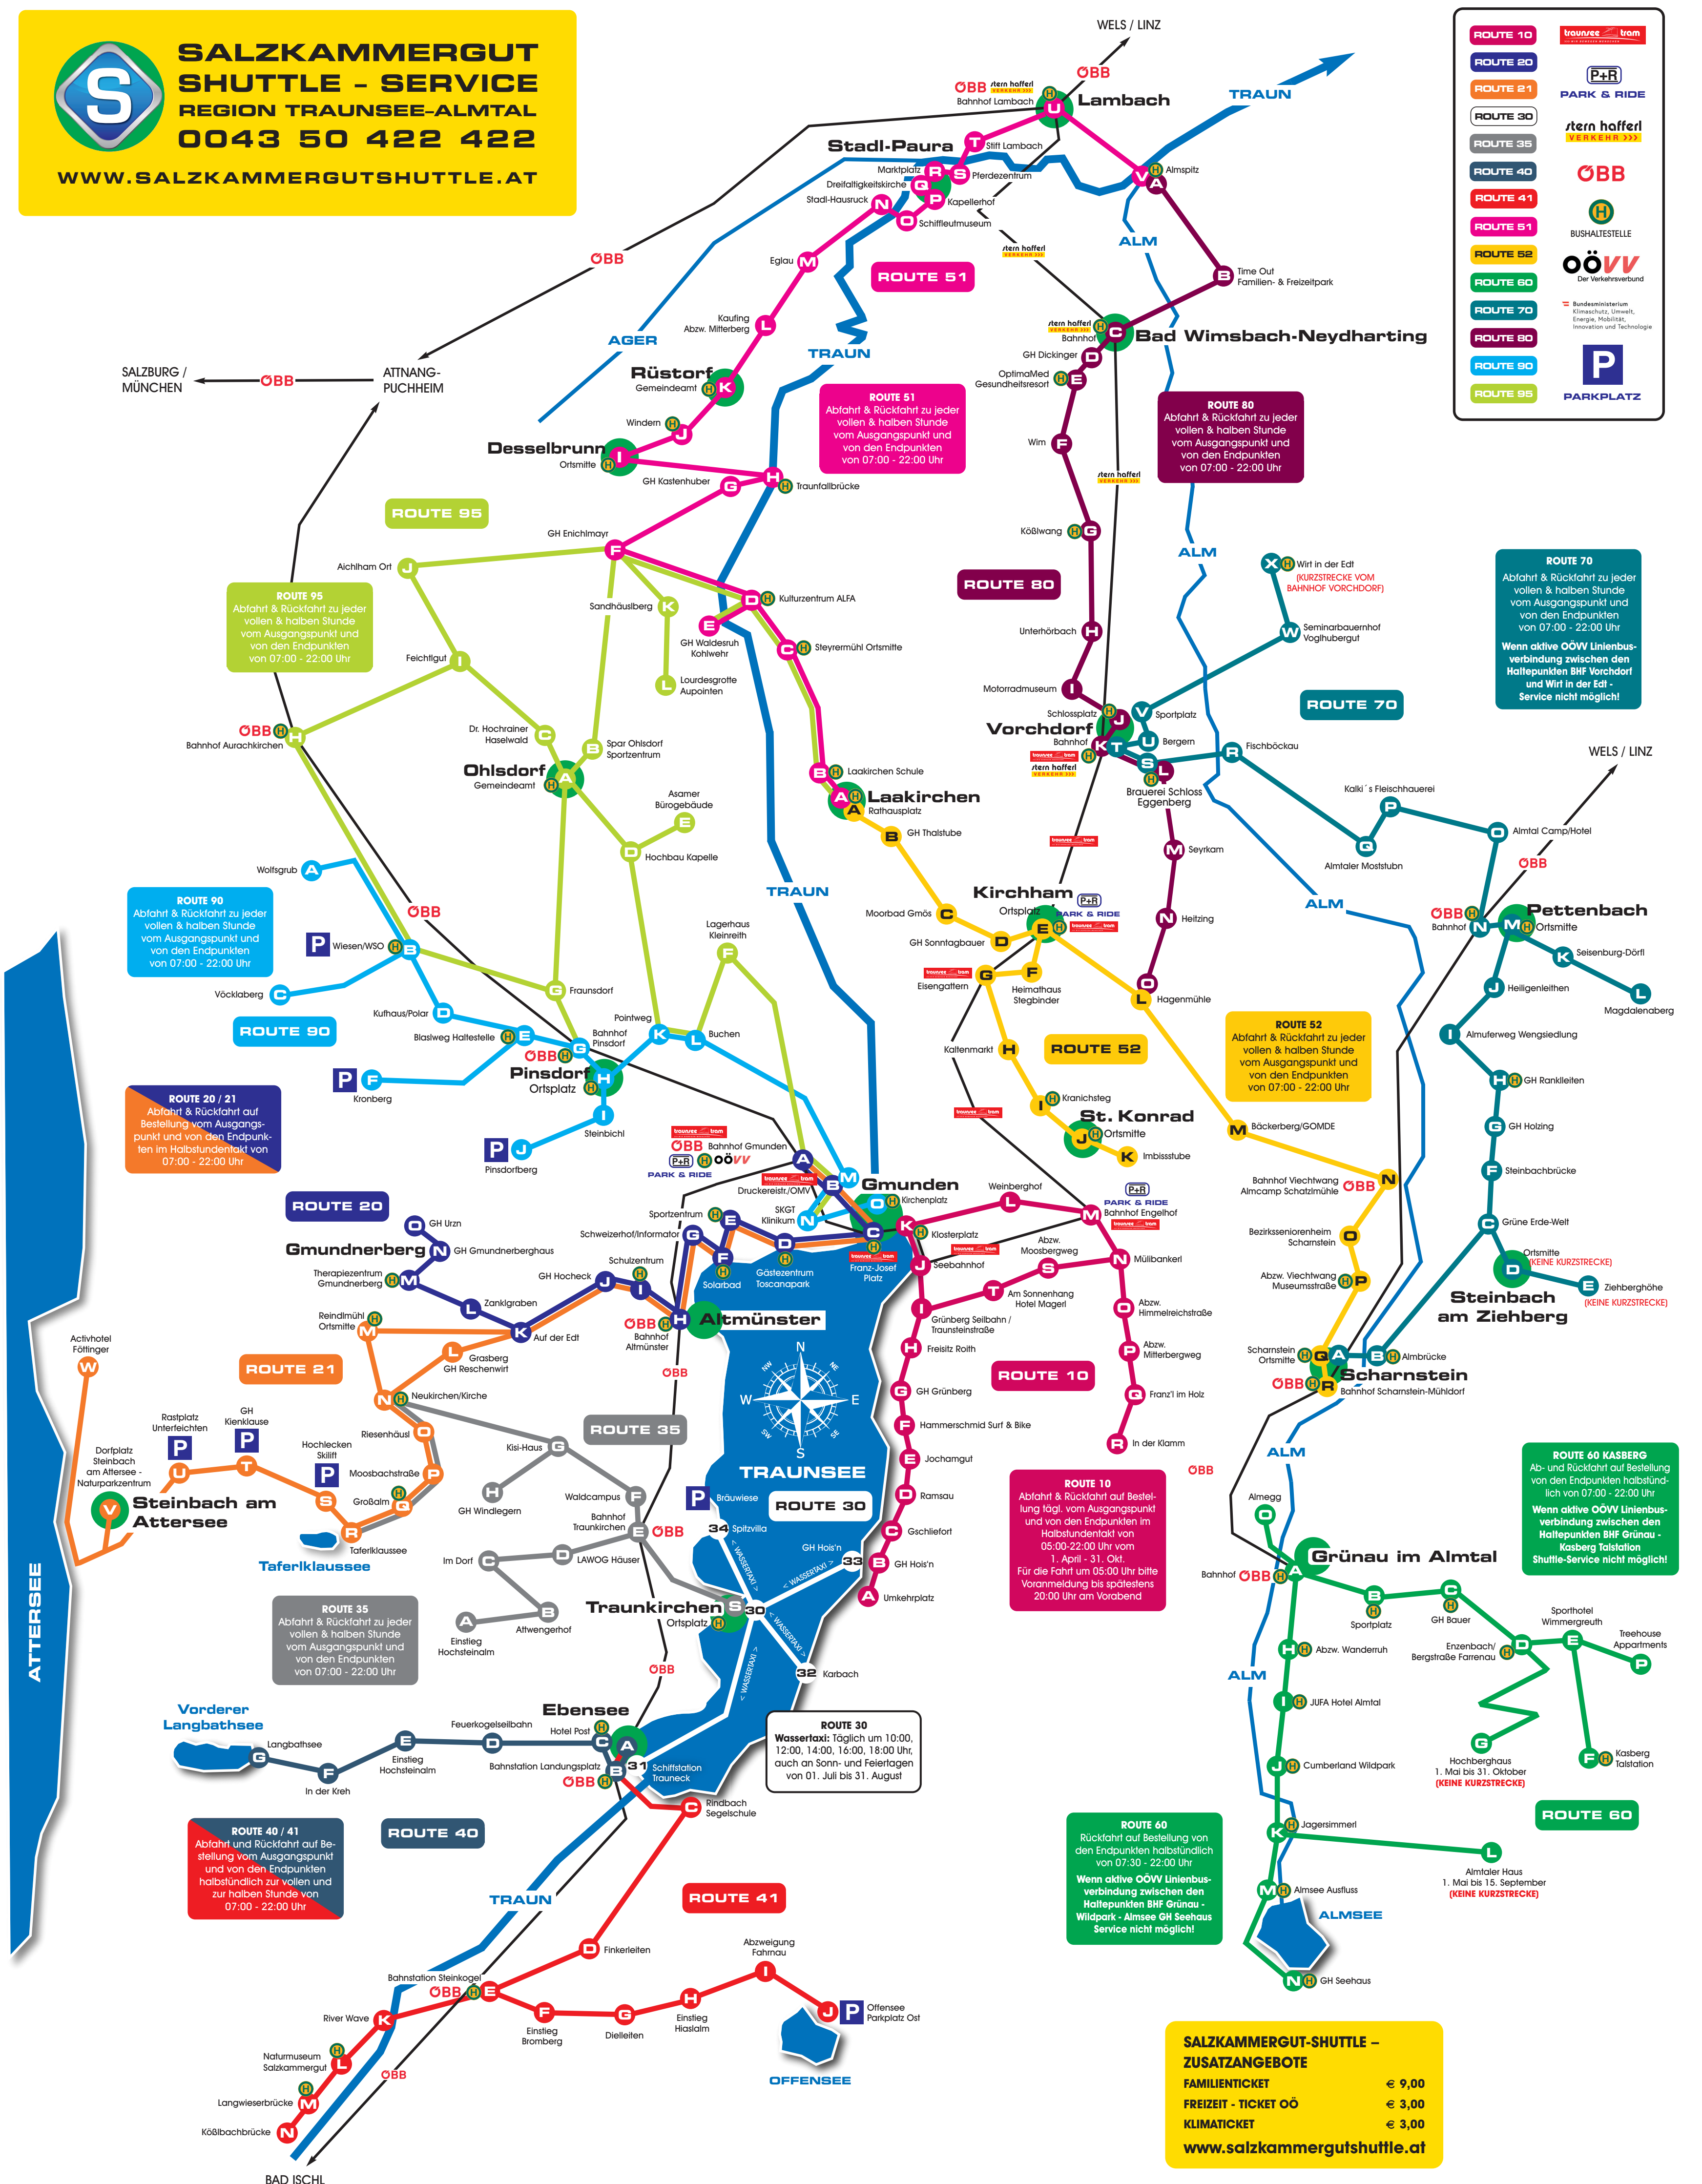 SALZKAMMERGUT
SHUTTLE - SERVICE
REGION TRAUNSEE-ALMTAL
0043 50 422 422
WWW.SALZKAMMERGUTSHUTTLE.AT
S
ROUTE 10
ROUTE 20
ROUTE 21
ROUTE 30
ROUTE 35
ROUTE 40
ROUTE 41
ROUTE 51
ROUTE 52
ROUTE 60
ROUTE 70
ROUTE 80
ROUTE 90
ROUTE 95
traunsee tram
P+R
PARK & RIDE
stern hafferl
VERKEHR >>>
ÖBB
H
BUSHALTESTELLE
OÖVV
Der Verkehrsverbund
Bundesministerium
Klimaschutz, Umwelt,
Energie, Mobilität,
Innovation und Technologie
P
PARKPLATZ
WELS / LINZ
ÖBB
ÖBB stern hafferl
VERKEHR >>>
Bahnhof Lambach
U
Lambach
TRAUN
Stadl-Paura
T
Stift Lambach
Marktplatz
R
S
Pferdezentrum
Dreifaltigkeitskirche
Q
Stadl-Hausruck
N
P
Kapellerhof
O
Schiffleutmuseum
V
A
Almspitz
ALM
Eglau
M
ROUTE 51
B
Time Out
Familien- & Freizeitpark
Kaufing
Abzw. Mitterberg
L
AGER
TRAUN
Bahnhof
C
Bad Wimsbach-Neydharting
GH Dickinger
D
OptimaMed
Gesundheitsresort
E
SALZBURG /
MÜNCHEN
ÖBB
ATTNANG-
PUCHHEIM
Rüstorf
Gemeindeamt
K
Windern
J
Desselbrunn
Ortsmitte
I
ROUTE 51
Abfahrt & Rückfahrt zu jeder
vollen & halben Stunde
vom Ausgangspunkt und
von den Endpunkten
von 07:00 - 22:00 Uhr
ROUTE 80
Abfahrt & Rückfahrt zu jeder
vollen & halben Stunde
vom Ausgangspunkt und
von den Endpunkten
von 07:00 - 22:00 Uhr
Wim
F
GH Kastenhuber
G
H
Traunfallbrücke
ROUTE 95
GH Enichlmayr
F
Kößlwang
G
ALM
Aichlham Ort
J
X
Wirt in der Edt
(KURZSTRECKE VOM
BAHNHOF VORCHDORF)
ROUTE 80
ROUTE 95
Abfahrt & Rückfahrt zu jeder
vollen & halben Stunde
vom Ausgangspunkt und
von den Endpunkten
von 07:00 - 22:00 Uhr
Sandhäuslberg
K
D
Kulturzentrum ALFA
E
GH Waldesruh
Kohlwehr
C
Steyrermühl Ortsmitte
Unterhörbach
H
W
Seminarbauernhof
Voglhubergut
ROUTE 70
Abfahrt & Rückfahrt zu jeder
vollen & halben Stunde
vom Ausgangspunkt und
von den Endpunkten
von 07:00 - 22:00 Uhr
Wenn aktive OÖVV Linienbus-
verbindung zwischen den
Haltepunkten BHF Vorchdorf
und Wirt in der Edt -
Service nicht möglich!
Feichtlgut
I
L
Lourdesgrotte
Aupointen
Motorradmuseum
I
ROUTE 70
ÖBB
Bahnhof Aurachkirchen
H
Dr. Hochrainer
Haselwald
C
B
Spar Ohlsdorf
Sportzentrum
Schlossplatz
J
V
Sportplatz
Vorchdorf
Bahnhof
K
T
U
Bergern
S
L
Brauerei Schloss
Eggenberg
R
Fischböckau
WELS / LINZ
Ohlsdorf
Gemeindeamt
A
B
Laakirchen Schule
A
Laakirchen
A
Rathausplatz
B
GH Thalstube
Asamer
Bürogebäude
E
D
Hochbau Kapelle
Kalki´s Fleischhauerei
P
O
Almtal Camp/Hotel
Q
Almtaler Moststubn
ÖBB
M
Seyrkam
Wolfsgrub
A
ROUTE 90
Abfahrt & Rückfahrt zu jeder
vollen & halben Stunde
vom Ausgangspunkt und
von den Endpunkten
von 07:00 - 22:00 Uhr
ÖBB
TRAUN
Kirchham
P+R
PARK & RIDE
Ortsplatz
E
Moorbad Gmös
C
GH Sonntagbauer
D
N
Heitzing
ALM
ÖBB
Bahnhof
N
Pettenbach
M
Ortsmitte
K
Seisenburg-Dörfl
P
Wiesen/WSO
B
Lagerhaus
Kleinreith
F
Eisengattern
G
F
Heimathaus
Stegbinder
O
L
Hagenmühle
J
Heiligenleithen
L
Magdalenaberg
Vöcklaberg
C
G
Fraunsdorf
ROUTE 90
Kufhaus/Polar
D
Blaslweg Haltestelle
E
Pointweg
K
L
Buchen
Bahnhof
Pinsdorf
G
ÖBB
Pinsdorf
Ortsplatz
H
P
F
Kronberg
Kaltenmarkt
H
ROUTE 52
ROUTE 52
Abfahrt & Rückfahrt zu jeder
vollen & halben Stunde
vom Ausgangspunkt und
von den Endpunkten
von 07:00 - 22:00 Uhr
I
Almuferweg Wengsiedlung
H
GH Ranklleiten
ROUTE 20 / 21
Abfahrt & Rückfahrt auf
Bestellung vom Ausgangs-
punkt und von den Endpunk-
ten im Halbstundentakt von
07:00 - 22:00 Uhr
I
Steinbichl
P
J
Pinsdorfberg
I
Kranichsteg
St. Konrad
J
Ortsmitte
K
Imbissstube
M
Bäckerberg/GOMDE
G
GH Holzing
F
Steinbachbrücke
ÖBB Bahnhof Gmunden
P+R
OÖVV
PARK & RIDE
A
Druckereistr./OMV
B
M
Gmunden
O
Kirchenplatz
SKGT
Klinikum
N
C
Franz-Josef
Platz
Weinberghof
L
P+R
PARK & RIDE
M
Bahnhof Engelhof
Bahnhof Viechtwang
Almcamp Schatzlmühle
ÖBB
N
ROUTE 20
O
GH Urzn
Gmundnerberg
N
GH Gmundnerberghaus
Sportzentrum
E
Schweizerhof/Informator
G
F
Solarbad
D
Gästezentrum
Toscanapark
K
Klosterplatz
J
Seebahnhof
Abzw.
Moosbergweg
S
N
Mülibankerl
Bezirksseniorenheim
Scharnstein
O
C
Grüne Erde-Welt
Ortsmitte
(KEINE KURZSTRECKE)
D
Steinbach
am Ziehberg
E
Ziehberghöhe
(KEINE KURZSTRECKE)
Therapiezentrum
Gmundnerberg
M
Zanklgraben
L
GH Hocheck
J
Schulzentrum
I
H
ÖBB
Bahnhof
Altmünster
Altmünster
Am Sonnenhang
Hotel Magerl
T
I
Grünberg Seilbahn /
Traunsteinstraße
O
Abzw.
Himmelreichstraße
Abzw. Viechtwang
Museumsstraße
P
Reindlmühl
Ortsmitte
M
K
Auf der Edt
L
Grasberg
GH Reschenwirt
ROUTE 21
Activhotel
Föttinger
W
H
Freisitz Roith
P
Abzw.
Mitterbergweg
ROUTE 10
Scharnstein
Ortsmitte
Q
A
B
Almbrücke
Scharnstein
ÖBB
R
Bahnhof Scharnstein-Mühldorf
N
NE
E
SE
S
SW
W
NW
ÖBB
N
Neukirchen/Kirche
G
GH Grünberg
Q
Franz'l im Holz
Rastplatz
Unterfeichten
P
GH
Kienklause
P
Riesenhäusl
O
ROUTE 35
F
Hammerschmid Surf & Bike
R
In der Klamm
Kisi-Haus
G
Dorfplatz
Steinbach
am Attersee -
Naturparkzentrum
U
T
Hochlecken
Skilift
P
Moosbachstraße
P
E
Jochamgut
TRAUNSEE
ALM
ÖBB
V
Steinbach am
Attersee
S
Großalm
Q
GH Windlegern
H
Waldcampus
F
P
Bräuwiese
ROUTE 30
D
Ramsau
ROUTE 10
Abfahrt & Rückfahrt auf Bestel-
lung tägl. vom Ausgangspunkt
und von den Endpunkten im
Halbstundentakt von
05:00-22:00 Uhr vom
1. April - 31. Okt.
Für die Fahrt um 05:00 Uhr bitte
Voranmeldung bis spätestens
20:00 Uhr am Vorabend
ROUTE 60 KASBERG
Ab- und Rückfahrt auf Bestellung
von den Endpunkten halbstünd-
lich von 07:00 - 22:00 Uhr
Wenn aktive OÖVV Linienbus-
verbindung zwischen den
Haltepunkten BHF Grünau -
Kasberg Talstation
Shuttle-Service nicht möglich!
R
Taferlklaussee
Taferlklaussee
Bahnhof
Traunkirchen
E
ÖBB
34
Spitzvilla
C
Gschliefort
Almegg
O
Im Dorf
C
D
LAWOG Häuser
< WASSERTAXI >
GH Hois'n
33
B
GH Hois'n
A
Umkehrplatz
Grünau im Almtal
Bahnhof
ÖBB
A
ATTERSEE
ROUTE 35
Abfahrt & Rückfahrt zu jeder
vollen & halben Stunde
vom Ausgangspunkt und
von den Endpunkten
von 07:00 - 22:00 Uhr
A
Einstieg
Hochsteinalm
B
Attwengerhof
Traunkirchen
Ortsplatz
S
30
< WASSERTAXI >
< WASSERTAXI >
< WASSERTAXI >
32
Karbach
B
Sportplatz
C
GH Bauer
Enzenbach/
Bergstraße Farrenau
D
Sporthotel
Wimmergreuth
E
Treehouse
Appartments
P
H
Abzw. Wanderruh
ALM
ÖBB
Vorderer
Langbathsee
G
Langbathsee
F
In der Kreh
E
Einstieg
Hochsteinalm
Feuerkogelseilbahn
D
Ebensee
Hotel Post
C
A
Bahnstation Landungsplatz
B
ÖBB
31
Schiffstation
Trauneck
ROUTE 30
Wassertaxi: Täglich um 10:00,
12:00, 14:00, 16:00, 18:00 Uhr,
auch an Sonn- und Feiertagen
von 01. Juli bis 31. August
I
JUFA Hotel Almtal
G
Hochberghaus
1. Mai bis 31. Oktober
(KEINE KURZSTRECKE)
F
Kasberg
Talstation
J
Cumberland Wildpark
ROUTE 60
C
Rindbach
Segelschule
ROUTE 40 / 41
Abfahrt und Rückfahrt auf Be-
stellung vom Ausgangspunkt
und von den Endpunkten
halbstündlich zur vollen und
zur halben Stunde von
07:00 - 22:00 Uhr
ROUTE 40
ROUTE 60
Rückfahrt auf Bestellung von
den Endpunkten halbstündlich
von 07:30 - 22:00 Uhr
Wenn aktive OÖVV Linienbus-
verbindung zwischen den
Haltepunkten BHF Grünau -
Wildpark - Almsee GH Seehaus
Service nicht möglich!
K
Jagersimmerl
L
Almtaler Haus
1. Mai bis 15. September
(KEINE KURZSTRECKE)
M
Almsee Ausfluss
ALMSEE
N
GH Seehaus
TRAUN
ROUTE 41
D
Finkerleiten
Abzweigung
Fahrnau
I
Bahnstation Steinkogel
ÖBB
E
F
Einstieg
Bromberg
G
Dielleiten
H
Einstieg
Hiaslalm
J
P
Offensee
Parkplatz Ost
OFFENSEE
River Wave
K
Naturmuseum
Salzkammergut
L
ÖBB
Langwieserbrücke
M
Kößlbachbrücke
N
BAD ISCHL
SALZKAMMERGUT-SHUTTLE –
ZUSATZANGEBOTE
FAMILIENTICKET € 9,00
FREIZEIT - TICKET OÖ € 3,00
KLIMATICKET € 3,00
www.salzkammergutshuttle.at